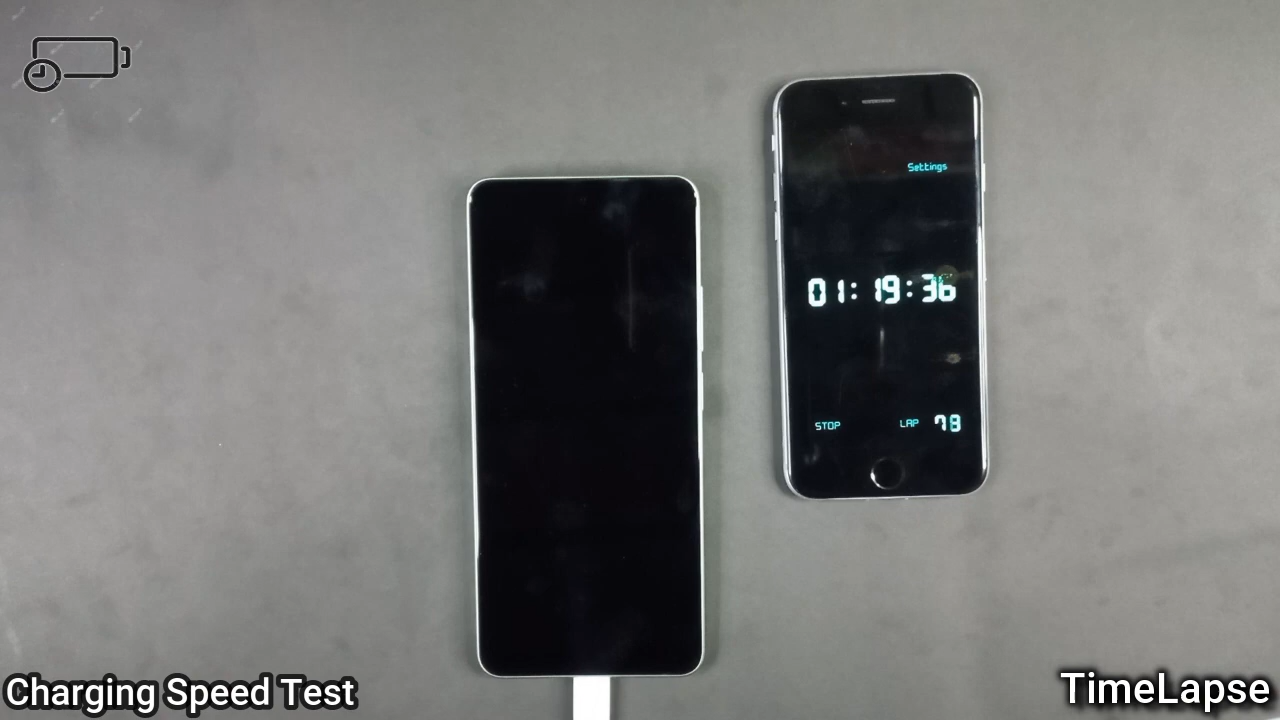 Settings
01:19:36
STOP LAP 78
Charging Speed Test
TimeLapse